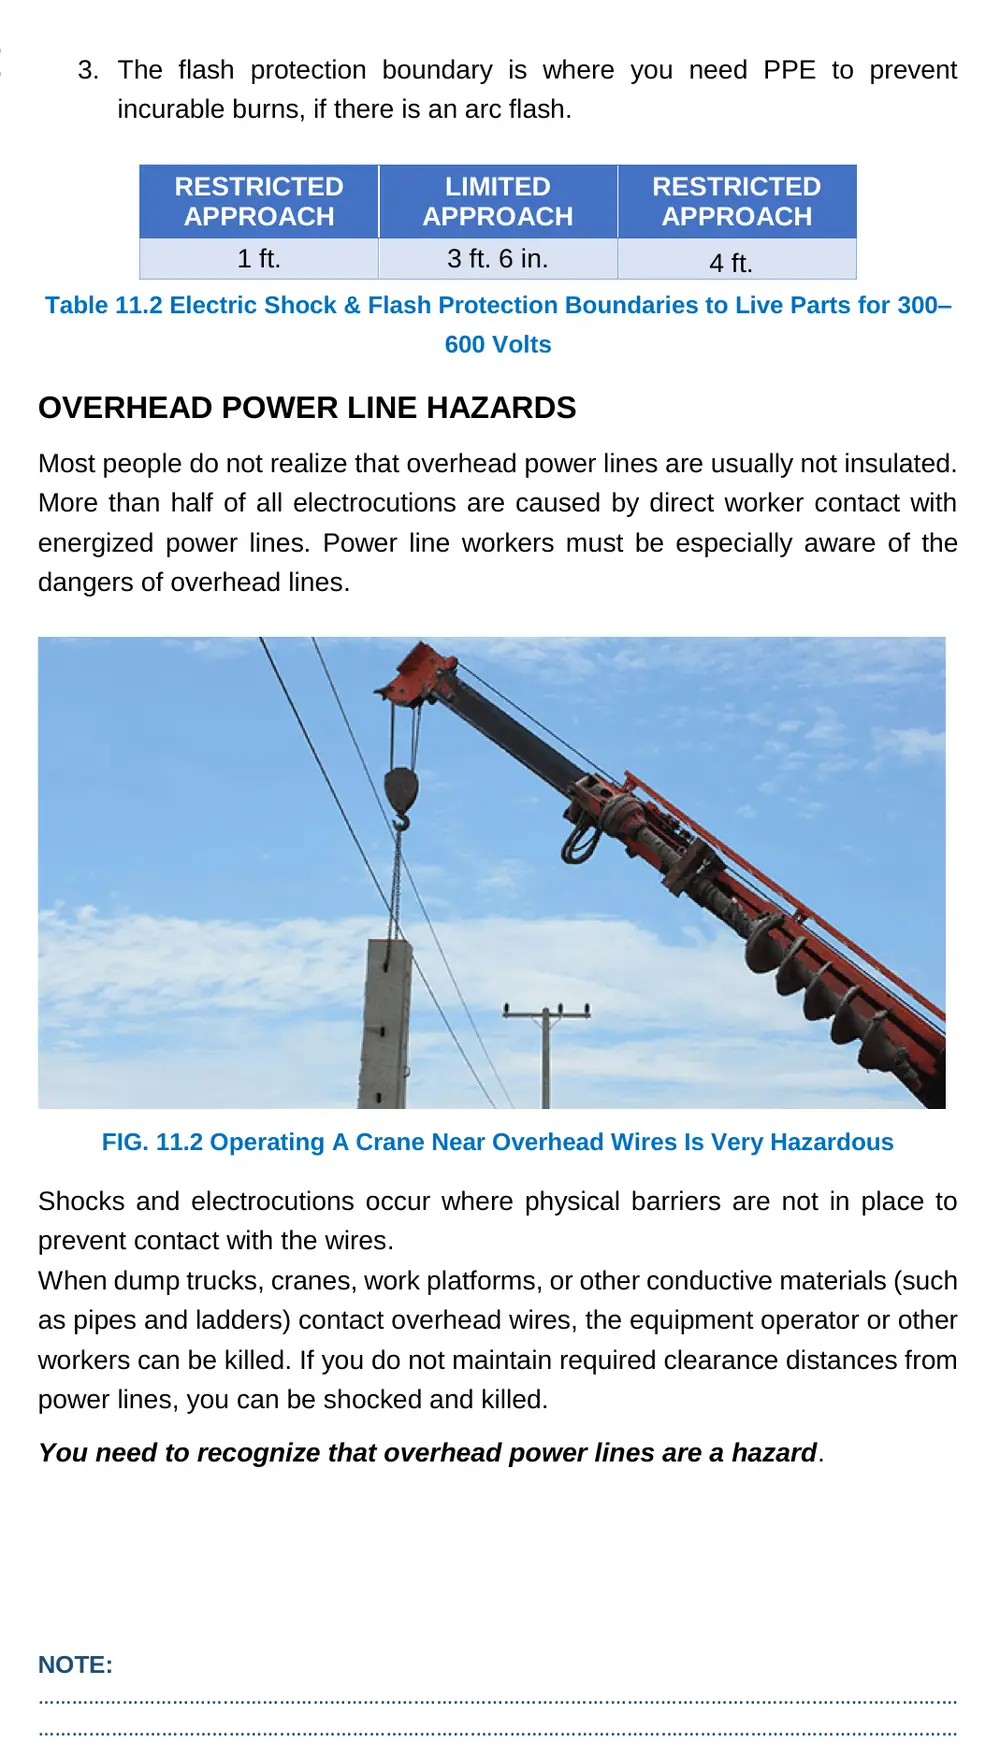 3. The flash protection boundary is where you need PPE to prevent
incurable burns, if there is an arc flash.
RESTRICTED APPROACH LIMITED APPROACH RESTRICTED APPROACH
1 ft. 3 ft. 6 in. 4 ft.
Table 11.2 Electric Shock & Flash Protection Boundaries to Live Parts for 300–
600 Volts
OVERHEAD POWER LINE HAZARDS
Most people do not realize that overhead power lines are usually not insulated.
More than half of all electrocutions are caused by direct worker contact with
energized power lines. Power line workers must be especially aware of the
dangers of overhead lines.
FIG. 11.2 Operating A Crane Near Overhead Wires Is Very Hazardous
Shocks and electrocutions occur where physical barriers are not in place to
prevent contact with the wires.
When dump trucks, cranes, work platforms, or other conductive materials (such
as pipes and ladders) contact overhead wires, the equipment operator or other
workers can be killed. If you do not maintain required clearance distances from
power lines, you can be shocked and killed.
You need to recognize that overhead power lines are a hazard.
NOTE: